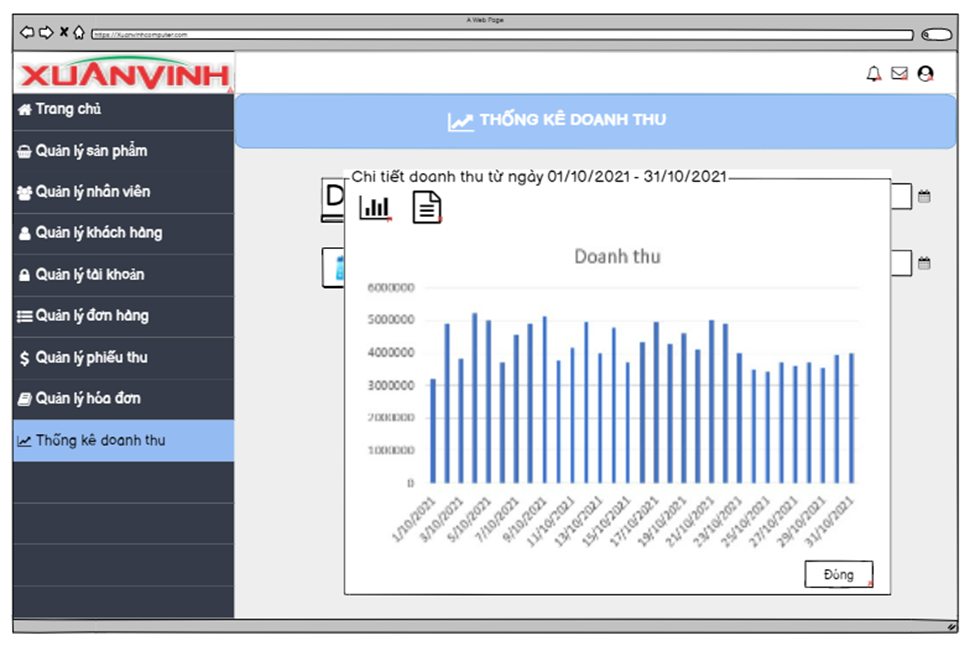 A Web Page
https://Xuanvinhcomputer.com
XUÂNVINH
Trang chủ
Quản lý sản phẩm
Quản lý nhân viên
Quản lý khách hàng
Quản lý tài khoản
Quản lý đơn hàng
Quản lý phiếu thu
Quản lý hóa đơn
Thống kê doanh thu
THỐNG KÊ DOANH THU
Chi tiết doanh thu từ ngày 01/10/2021 - 31/10/2021
D
Doanh thu
6000000
5000000
4000000
3000000
2000000
1000000
0
1/10/2021
3/10/2021
5/10/2021
7/10/2021
9/10/2021
11/10/2021
13/10/2021
15/10/2021
17/10/2021
19/10/2021
21/10/2021
23/10/2021
25/10/2021
27/10/2021
29/10/2021
31/10/2021
Đóng